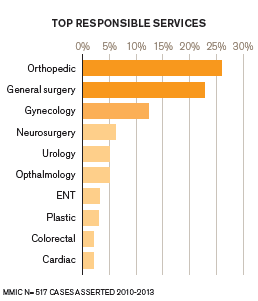 TOP RESPONSIBLE SERVICES
0% 5% 10% 15% 20% 25% 30%
Orthopedic
General surgery
Gynecology
Neurosurgery
Urology
Opthalmology
ENT
Plastic
Colorectal
Cardiac
MMIC N= 517 CASES ASSERTED 2010-2013